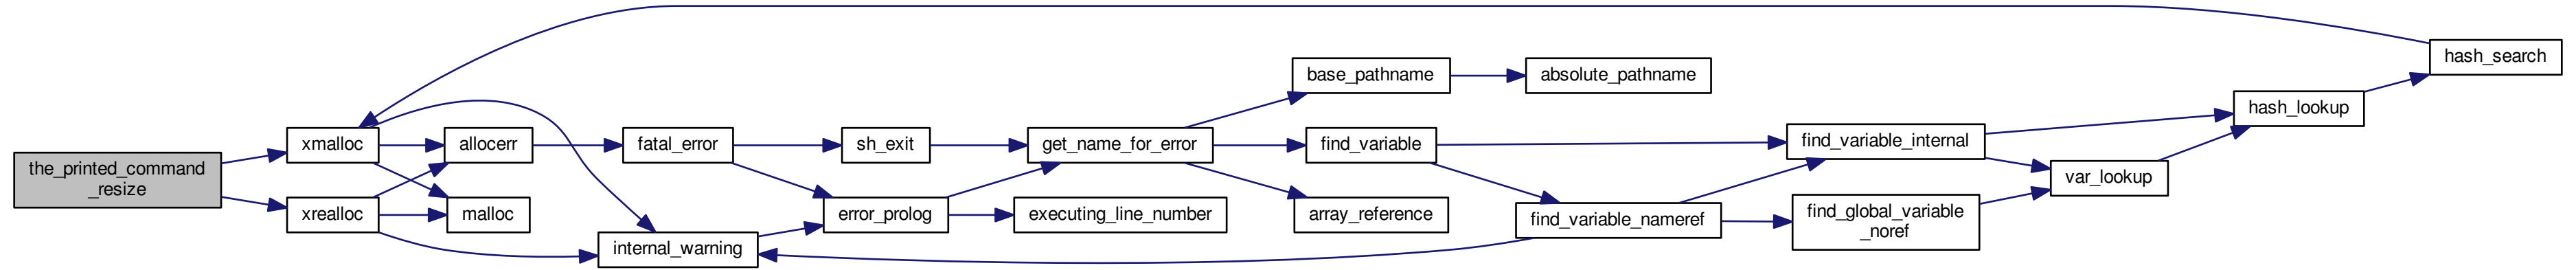 the_printed_command
_resize
xmalloc
xrealloc
allocerr
malloc
internal_warning
fatal_error
sh_exit
error_prolog
get_name_for_error
executing_line_number
base_pathname
absolute_pathname
find_variable
array_reference
find_variable_nameref
find_variable_internal
find_global_variable
_noref
var_lookup
hash_lookup
hash_search